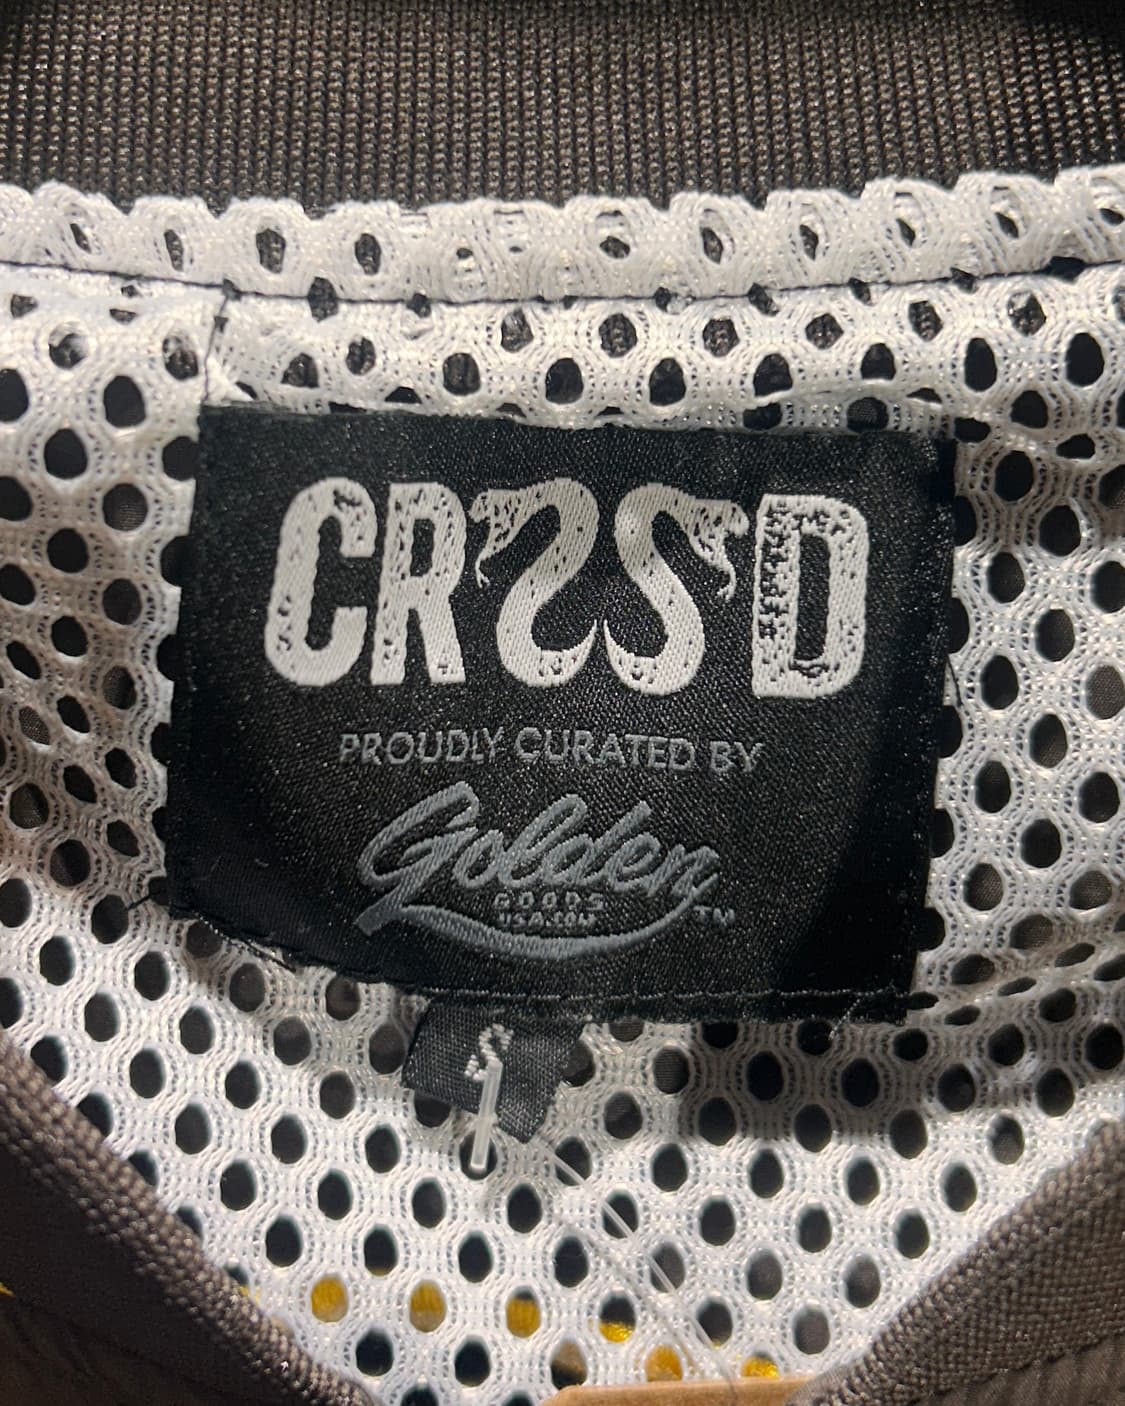 CRSSD
PROUDLY CURATED BY
Golden
GOODS
USA.COM
TM
S